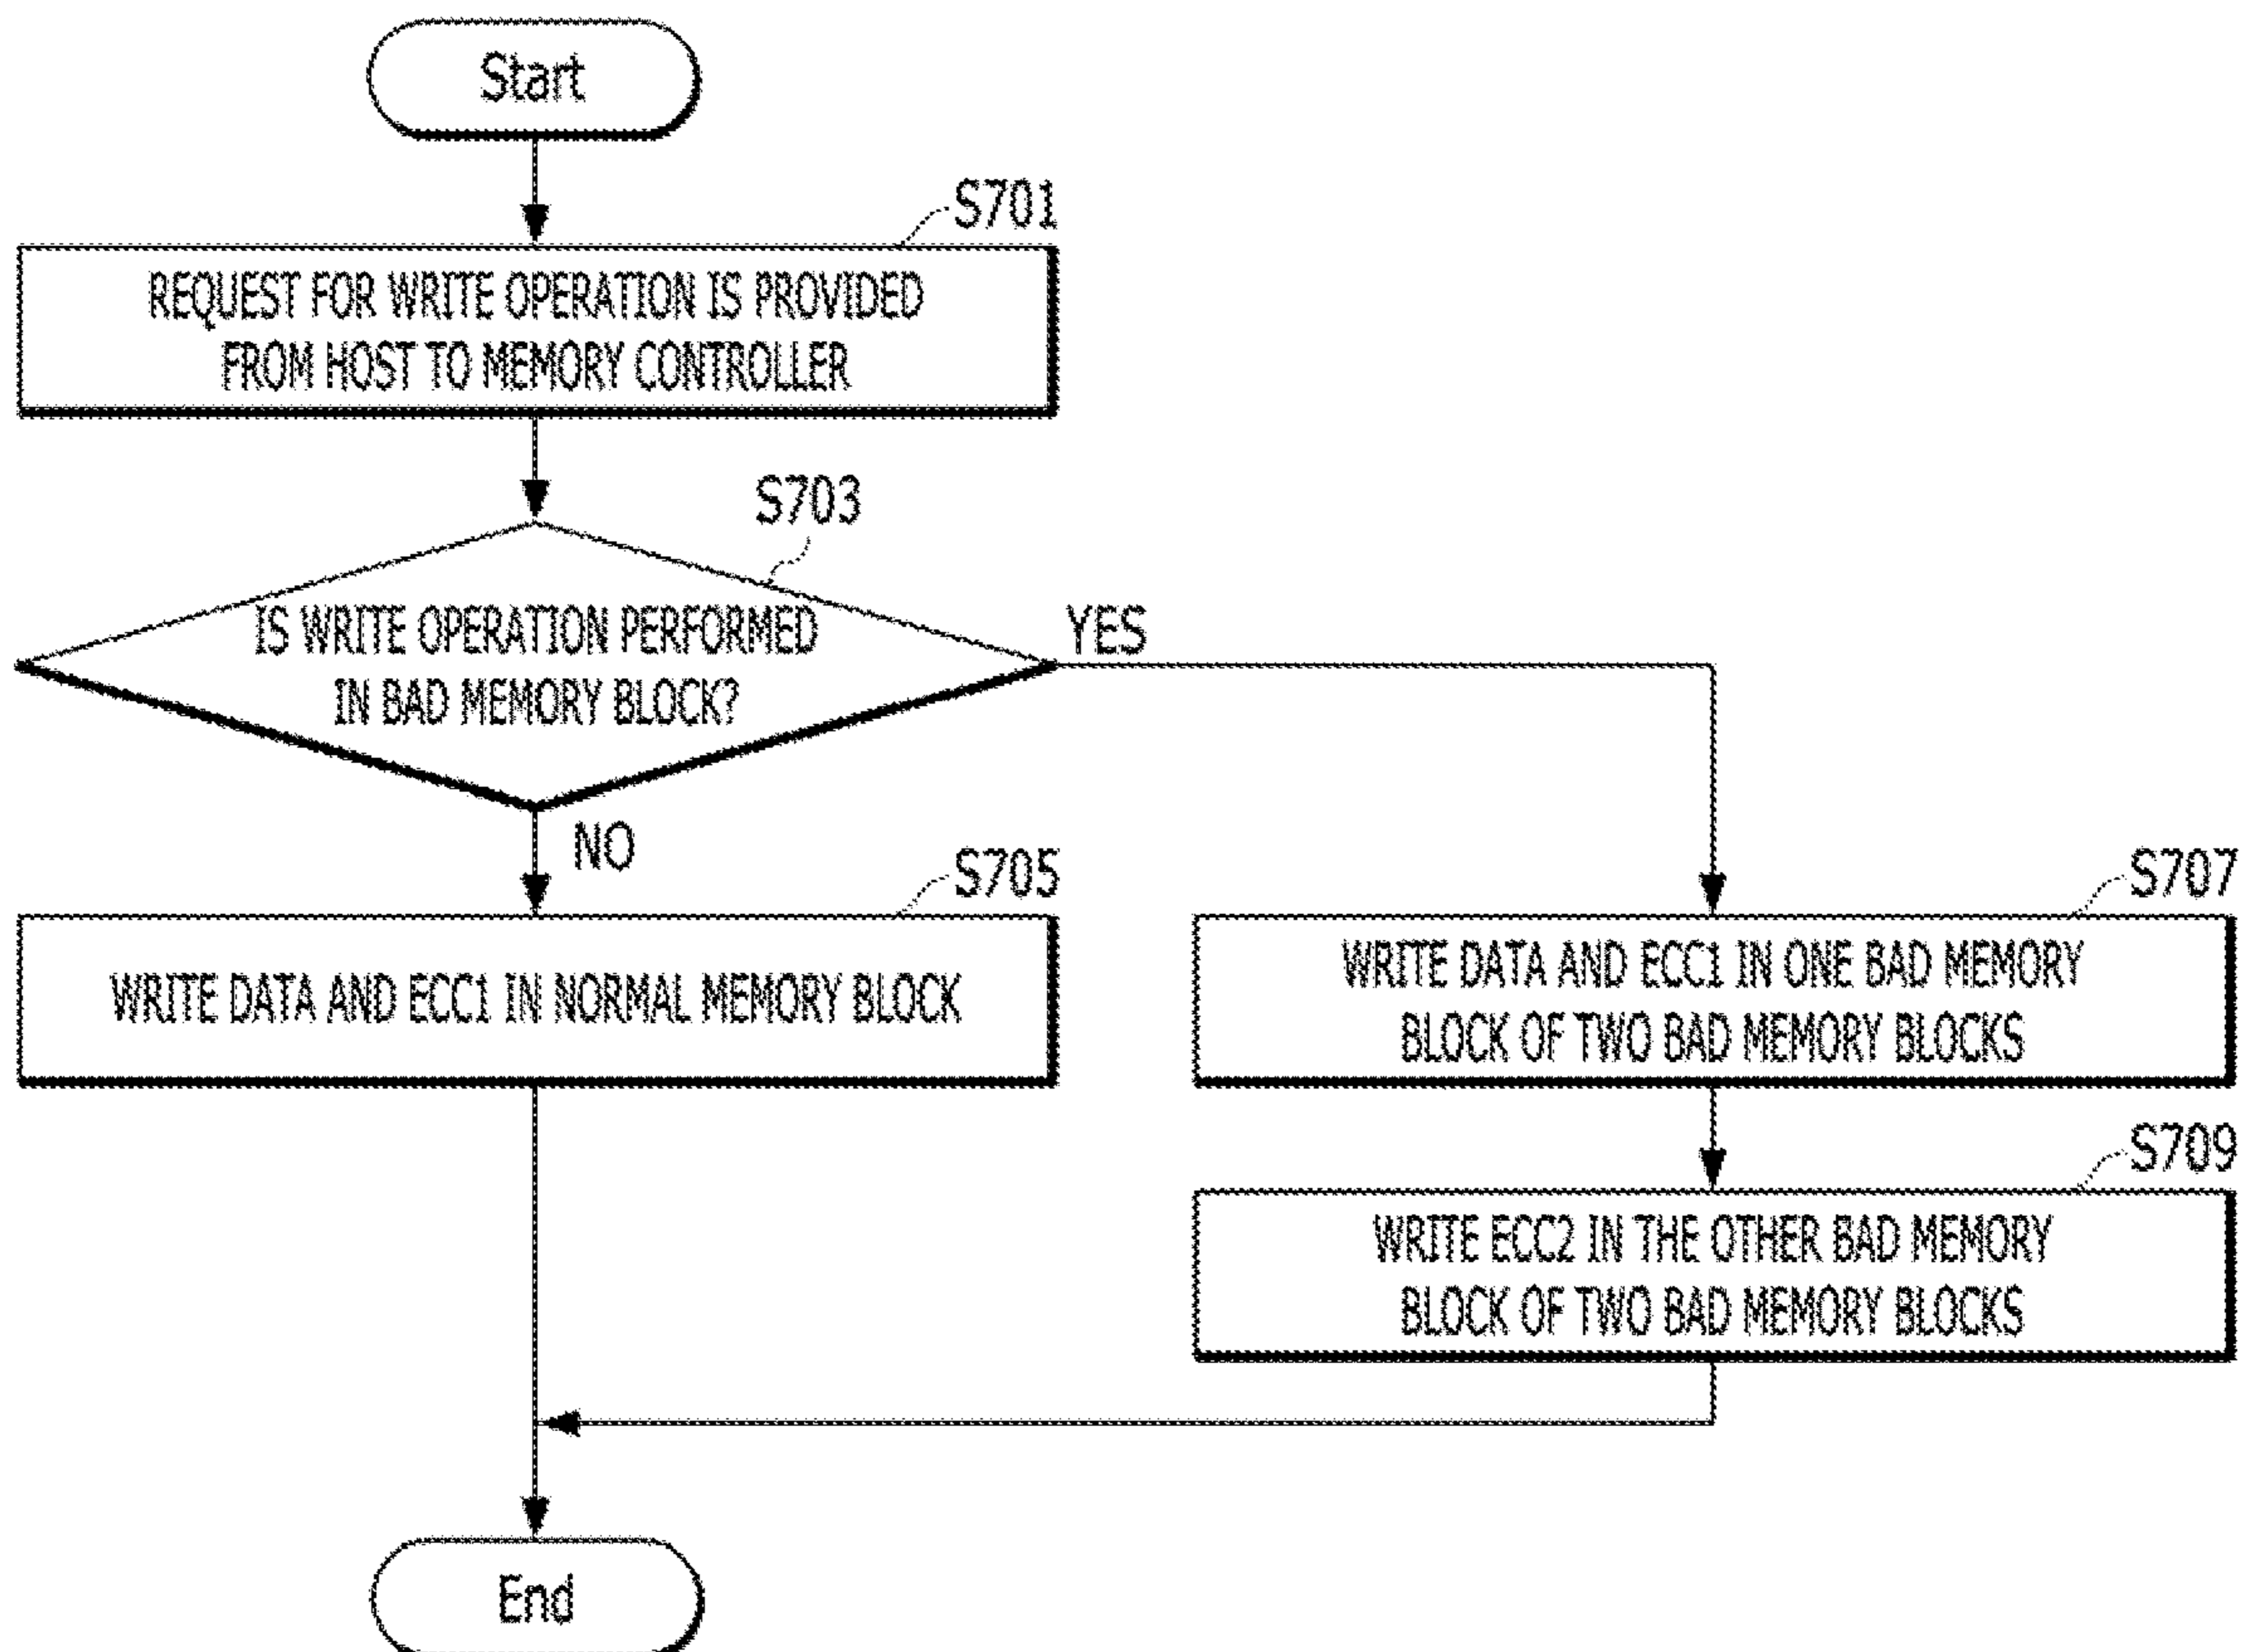 Start
S701
REQUEST FOR WRITE OPERATION IS PROVIDED
FROM HOST TO MEMORY CONTROLLER
S703
IS WRITE OPERATION PERFORMED
IN BAD MEMORY BLOCK?
YES
NO
S705
WRITE DATA AND ECC1 IN NORMAL MEMORY BLOCK
S707
WRITE DATA AND ECC1 IN ONE BAD MEMORY
BLOCK OF TWO BAD MEMORY BLOCKS
S709
WRITE ECC2 IN THE OTHER BAD MEMORY
BLOCK OF TWO BAD MEMORY BLOCKS
End